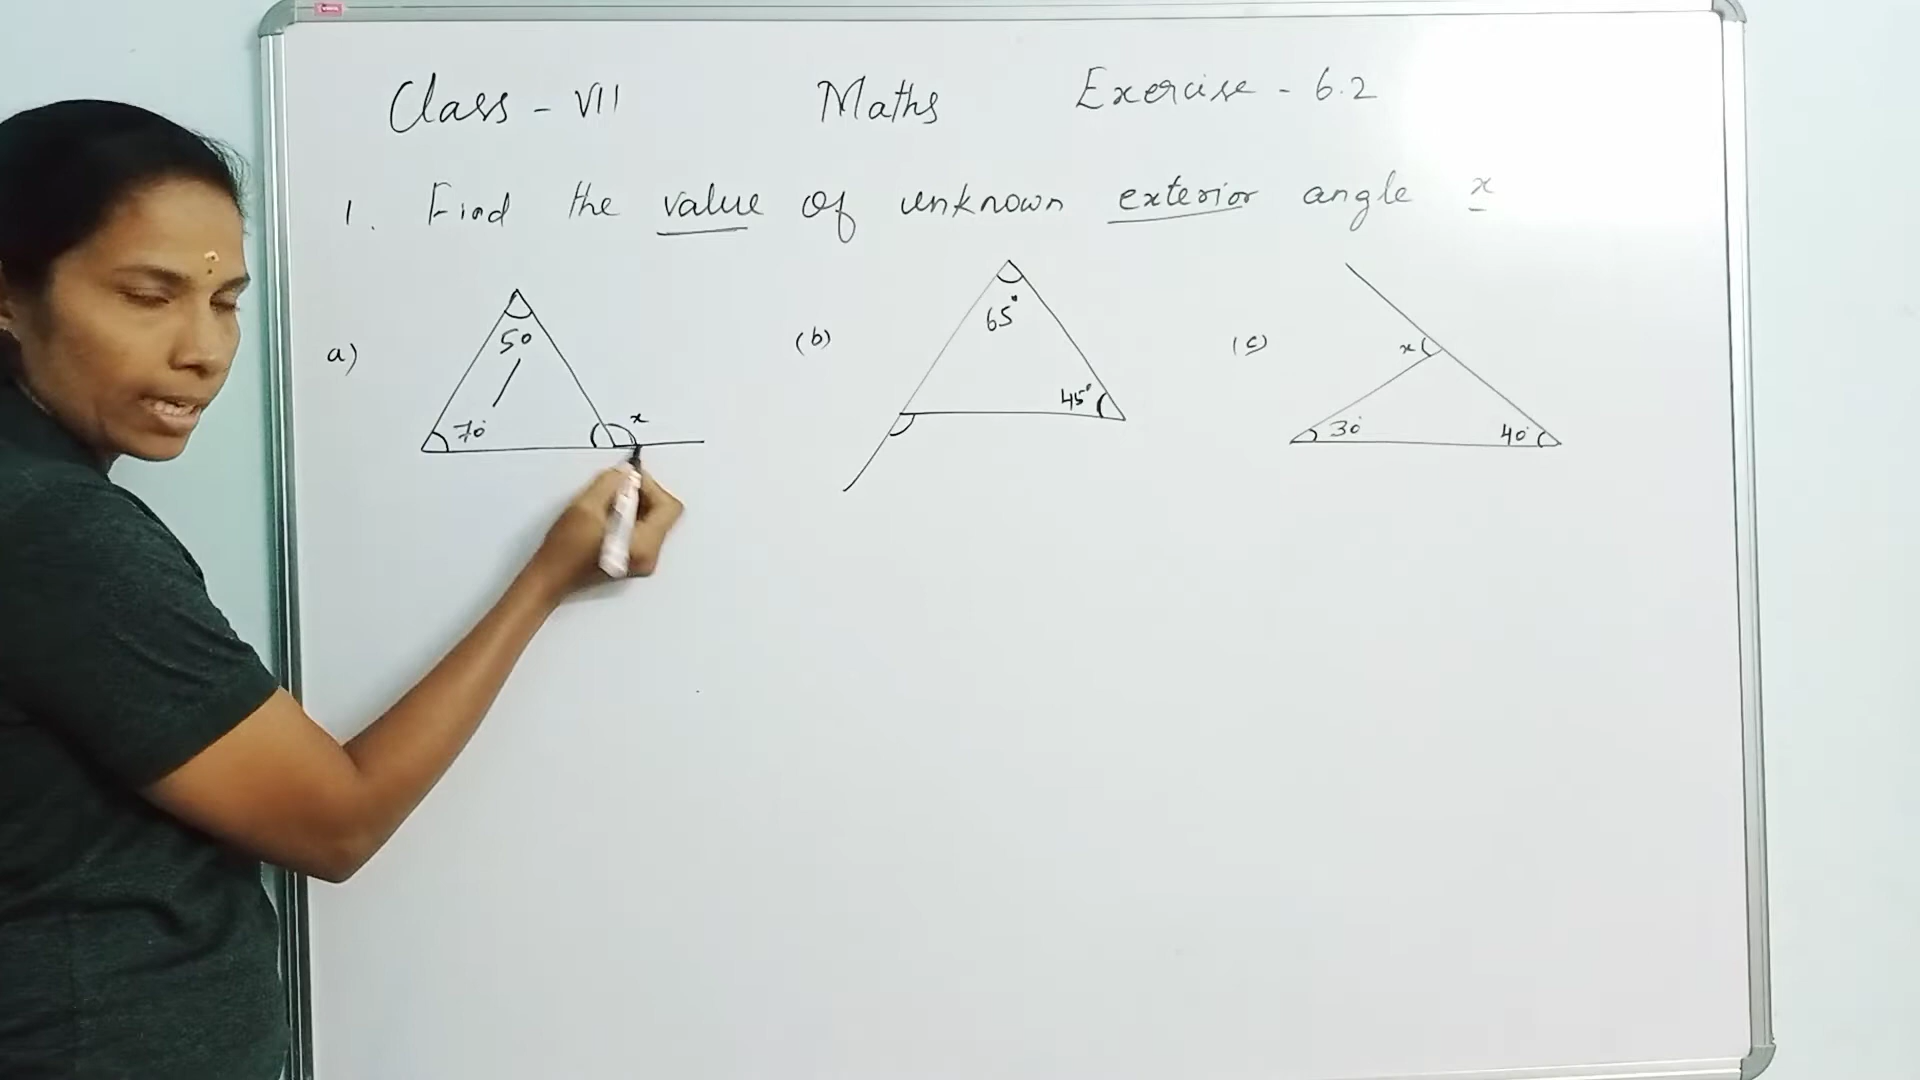 Class - VII Maths Exercise - 6.2
1. Find the value of unknown exterior angle x
a) 50 70° x
(b) 65° 45°
(c) x 30° 40°